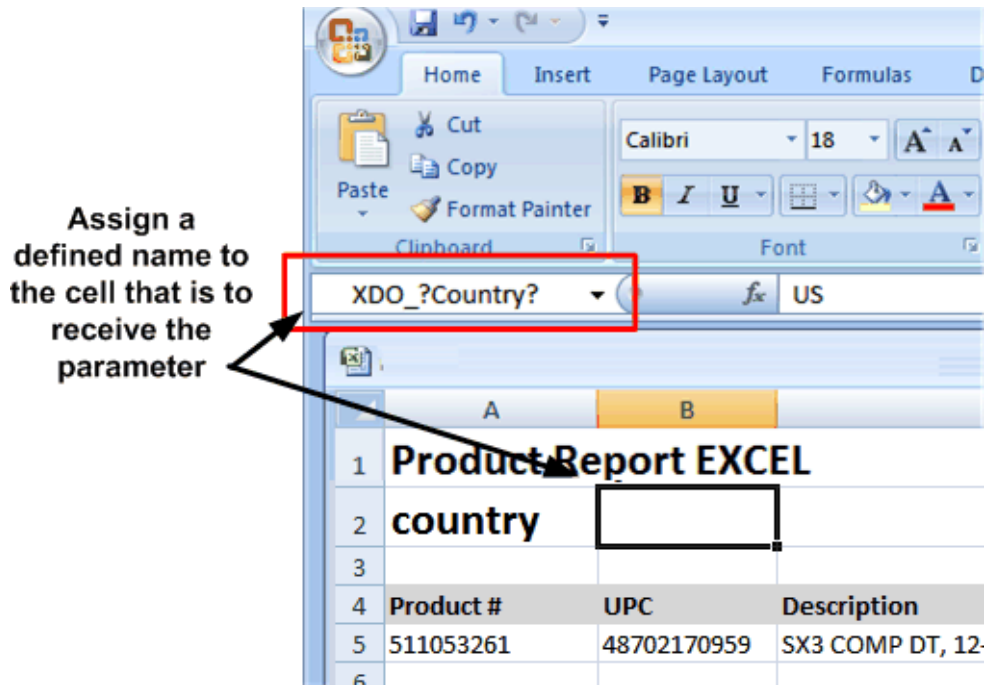 Home Insert Page Layout Formulas D
Cut
Copy
Format Painter
Paste
Clipboard
Calibri 18 A A
B I U A
Font
Assign a
defined name to
the cell that is to
receive the
parameter
XDO_?Country? fx US
A B
1 Product Report EXCEL
2 country
3
4 Product # UPC Description
5 511053261 48702170959 SX3 COMP DT, 12-
6